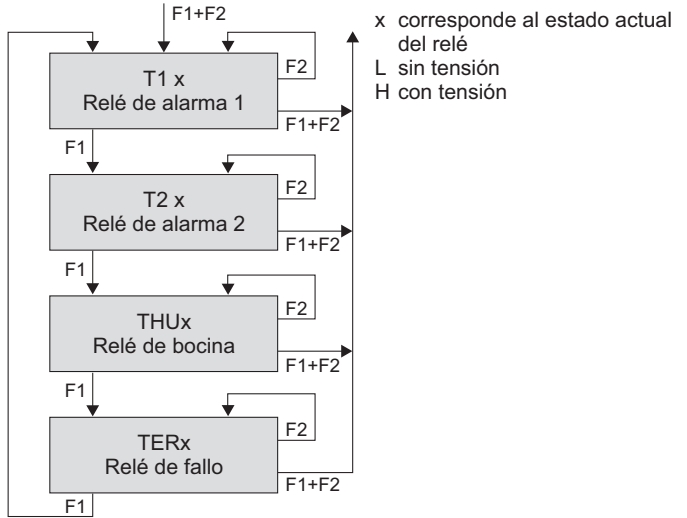 F1+F2
x corresponde al estado actual
del relé
L sin tensión
H con tensión
T1 x
Relé de alarma 1
F2
F1+F2
F1
T2 x
Relé de alarma 2
F2
F1+F2
F1
THUx
Relé de bocina
F2
F1+F2
F1
TERx
Relé de fallo
F2
F1+F2
F1